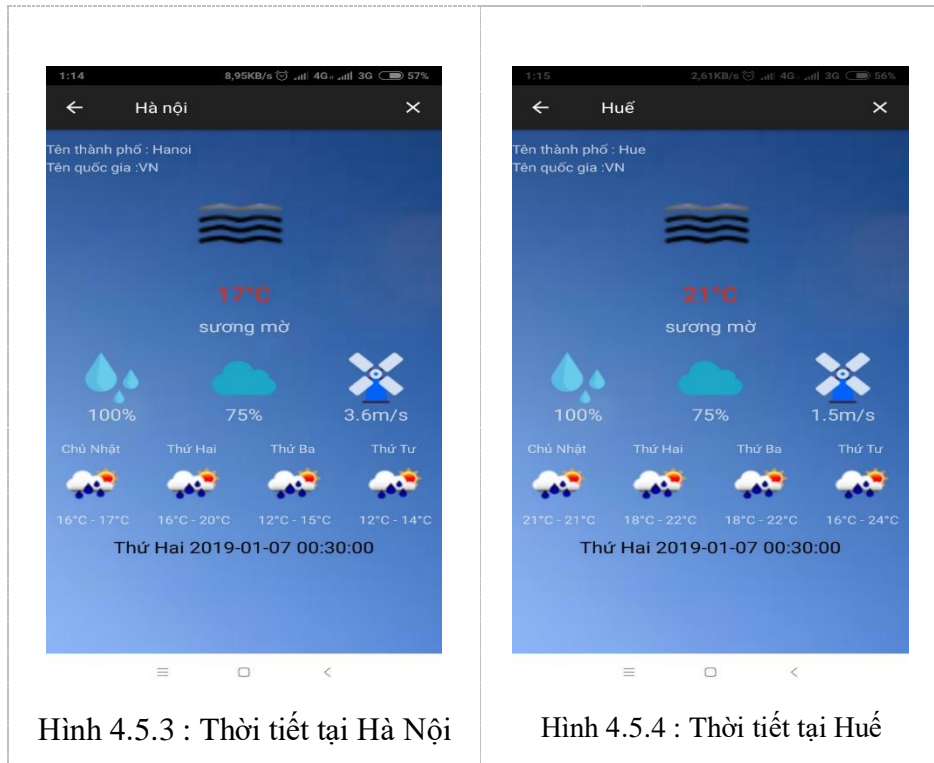 1:14 8,95KB/s 4G 3G 57%
Hà nội
Tên thành phố : Hanoi
Tên quốc gia :VN
17°C
sương mờ
100% 75% 3.6m/s
Chủ Nhật Thứ Hai Thứ Ba Thứ Tư
16°C - 17°C 16°C - 20°C 12°C - 15°C 12°C - 14°C
Thứ Hai 2019-01-07 00:30:00
Hình 4.5.3 : Thời tiết tại Hà Nội
1:15 2,61KB/s 4G 3G 56%
Huế
Tên thành phố : Hue
Tên quốc gia :VN
21°C
sương mờ
100% 75% 1.5m/s
Chủ Nhật Thứ Hai Thứ Ba Thứ Tư
21°C - 21°C 18°C - 22°C 18°C - 22°C 16°C - 24°C
Thứ Hai 2019-01-07 00:30:00
Hình 4.5.4 : Thời tiết tại Huế